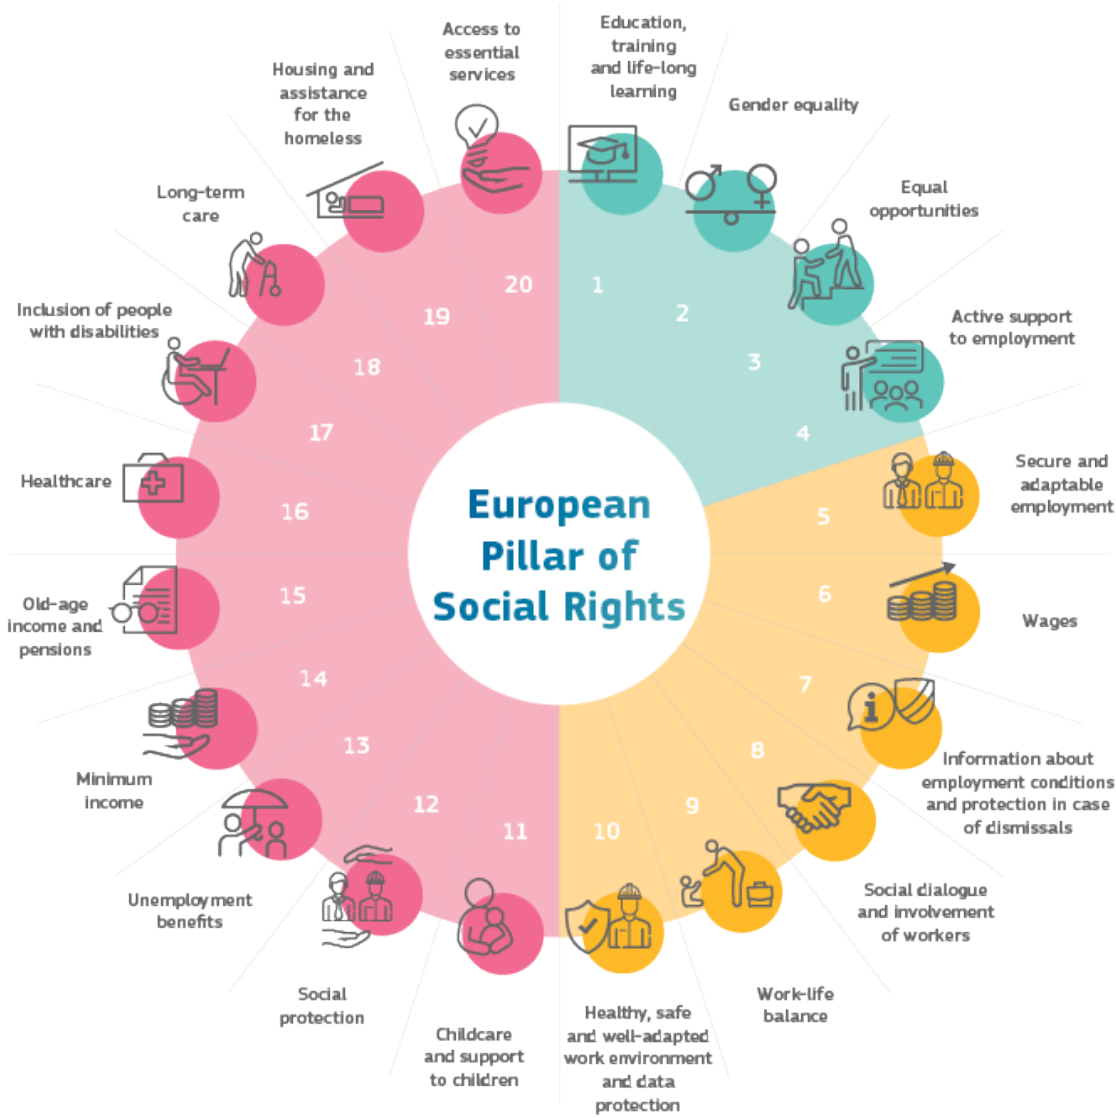 European
Pillar of
Social Rights
1
Education,
training
and life-long
learning
2
Gender equality
3
Equal
opportunities
4
Active support
to employment
5
Secure and
adaptable
employment
6
Wages
7
Information about
employment conditions
and protection in case
of dismissals
8
Social dialogue
and involvement
of workers
9
Work-life
balance
10
Healthy, safe
and well-adapted
work environment
and data
protection
11
Childcare
and support
to children
12
Social
protection
13
Unemployment
benefits
14
Minimum
income
15
Old-age
income and
pensions
16
Healthcare
17
Inclusion of people
with disabilities
18
Long-term
care
19
Housing and
assistance
for the
homeless
20
Access to
essential
services